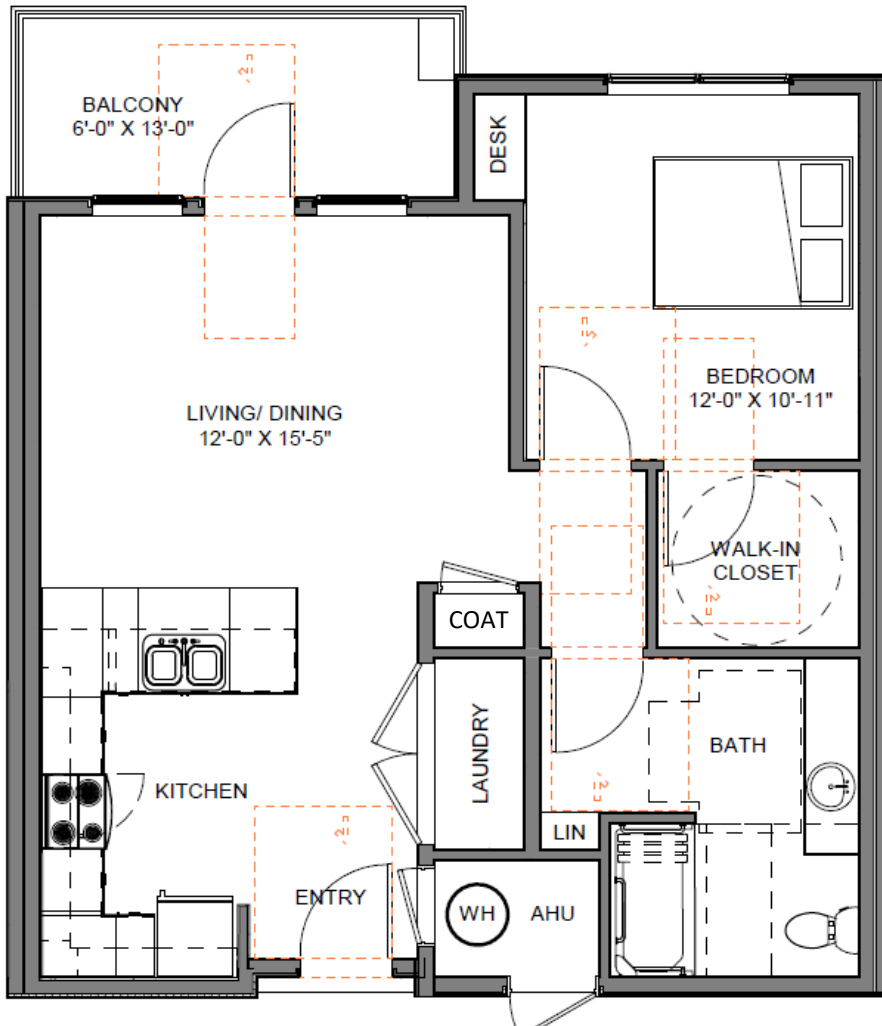 BALCONY
6'-0" X 13'-0"
DESK
BEDROOM
12'-0" X 10'-11"
LIVING/ DINING
12'-0" X 15'-5"
WALK-IN
CLOSET
COAT
LAUNDRY
BATH
KITCHEN
LIN
ENTRY
WH
AHU